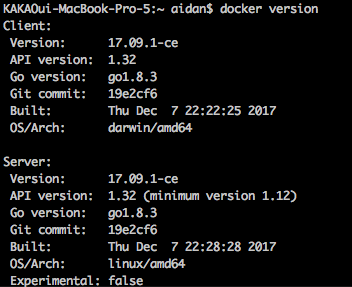 KAKAOui-MacBook-Pro-5:~ aidan$ docker version
Client:
 Version:      17.09.1-ce
 API version:  1.32
 Go version:   go1.8.3
 Git commit:   19e2cf6
 Built:        Thu Dec  7 22:22:25 2017
 OS/Arch:      darwin/amd64

Server:
 Version:      17.09.1-ce
 API version:  1.32 (minimum version 1.12)
 Go version:   go1.8.3
 Git commit:   19e2cf6
 Built:        Thu Dec  7 22:28:28 2017
 OS/Arch:      linux/amd64
 Experimental: false